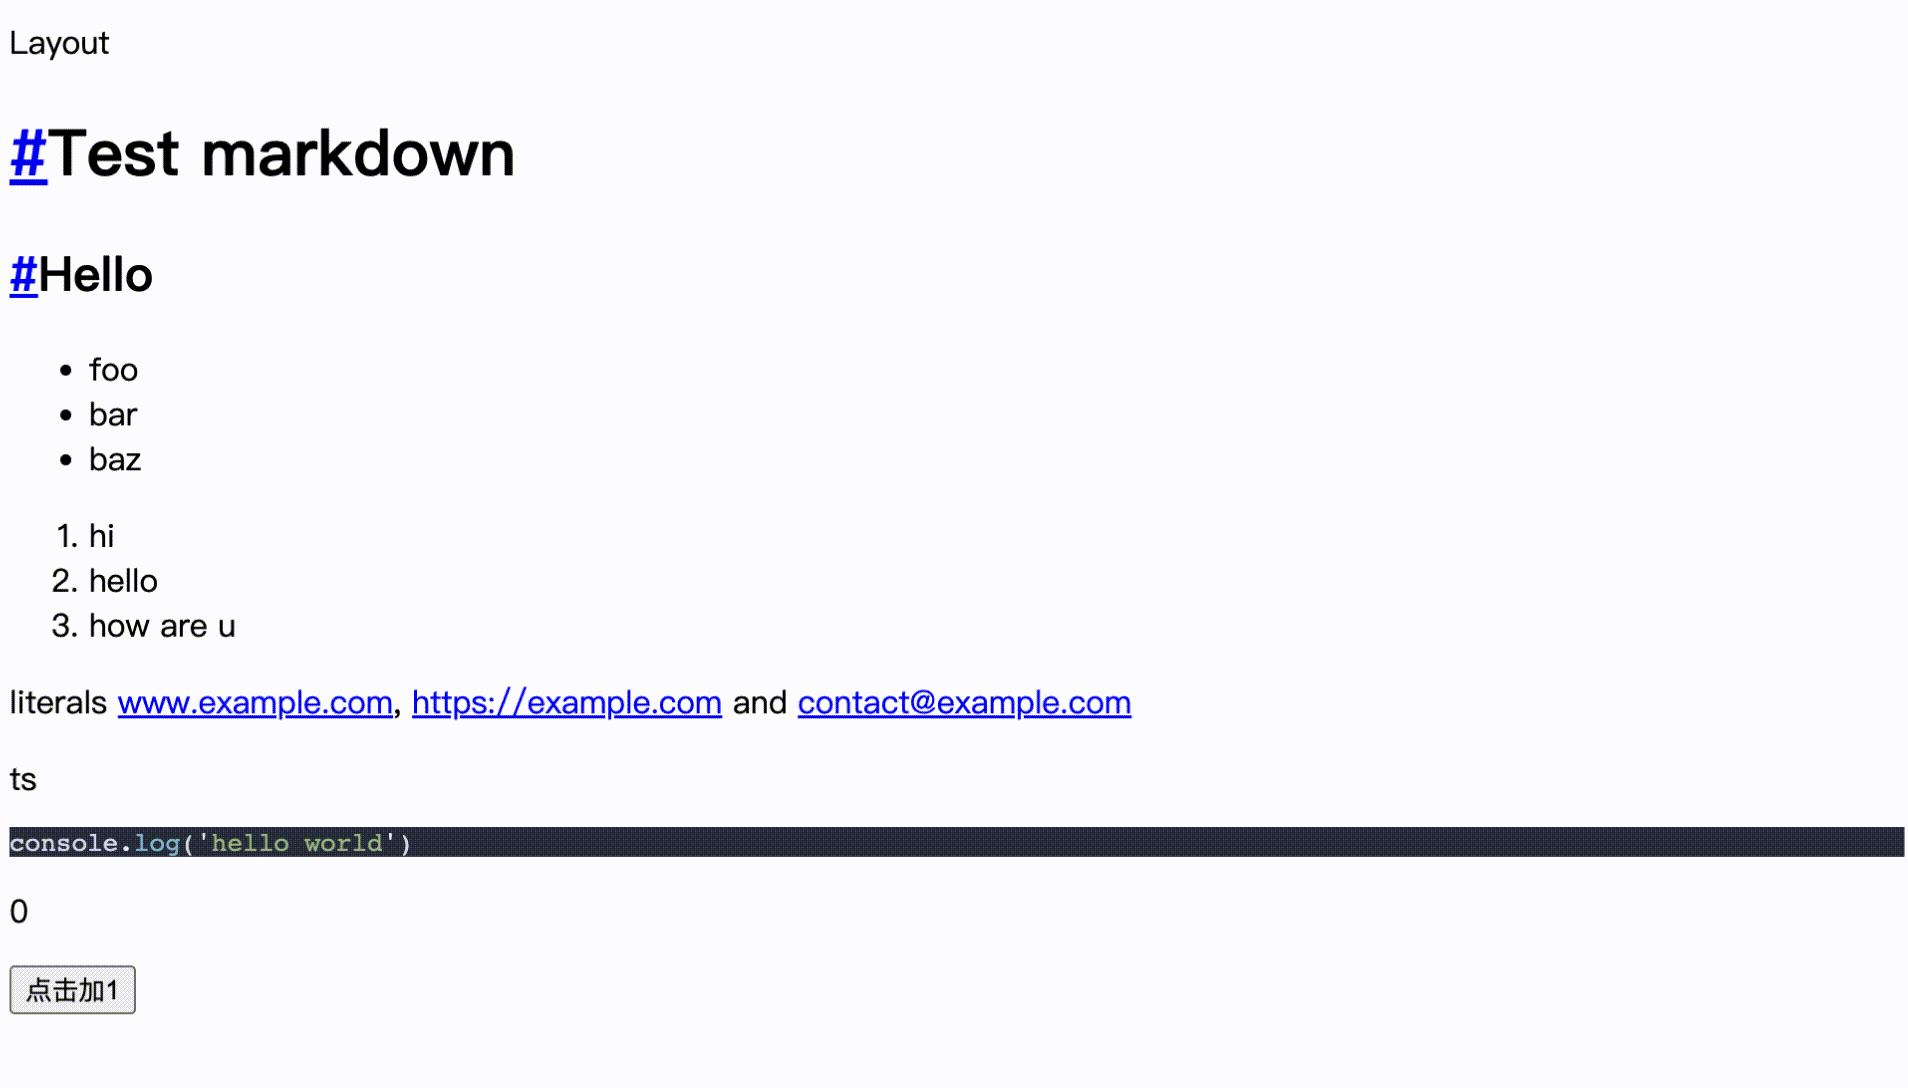 Layout
#Test markdown
#Hello
• foo
• bar
• baz
1. hi
2. hello
3. how are u
literals www.example.com, https://example.com and contact@example.com
ts
console.log('hello world')
0
点击加1